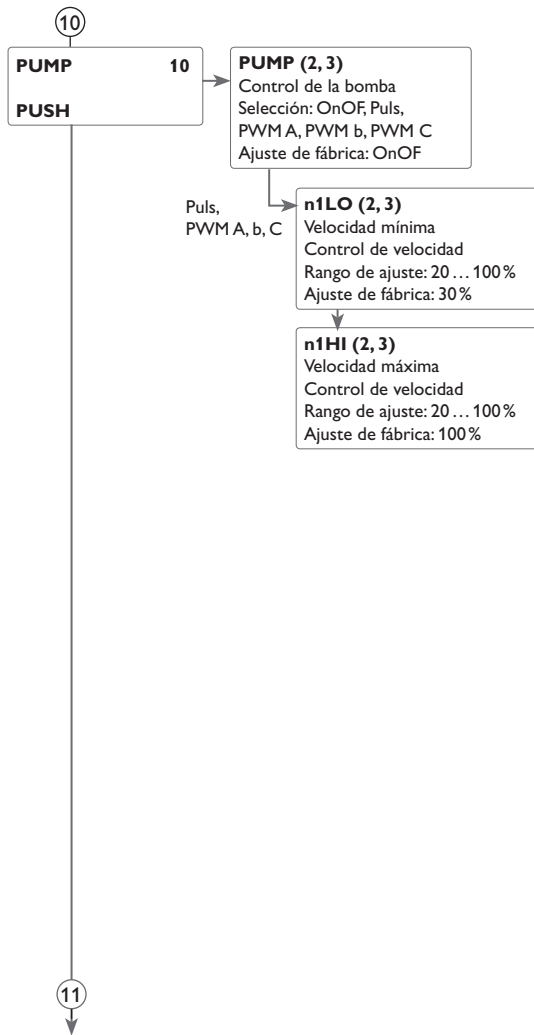 10
PUMP 10
PUSH
PUMP (2, 3)
Control de la bomba
Selección: OnOF, Puls,
PWM A, PWM b, PWM C
Ajuste de fábrica: OnOF
Puls,
PWM A, b, C
n1LO (2, 3)
Velocidad mínima
Control de velocidad
Rango de ajuste: 20 … 100 %
Ajuste de fábrica: 30 %
n1HI (2, 3)
Velocidad máxima
Control de velocidad
Rango de ajuste: 20 … 100 %
Ajuste de fábrica: 100 %
11